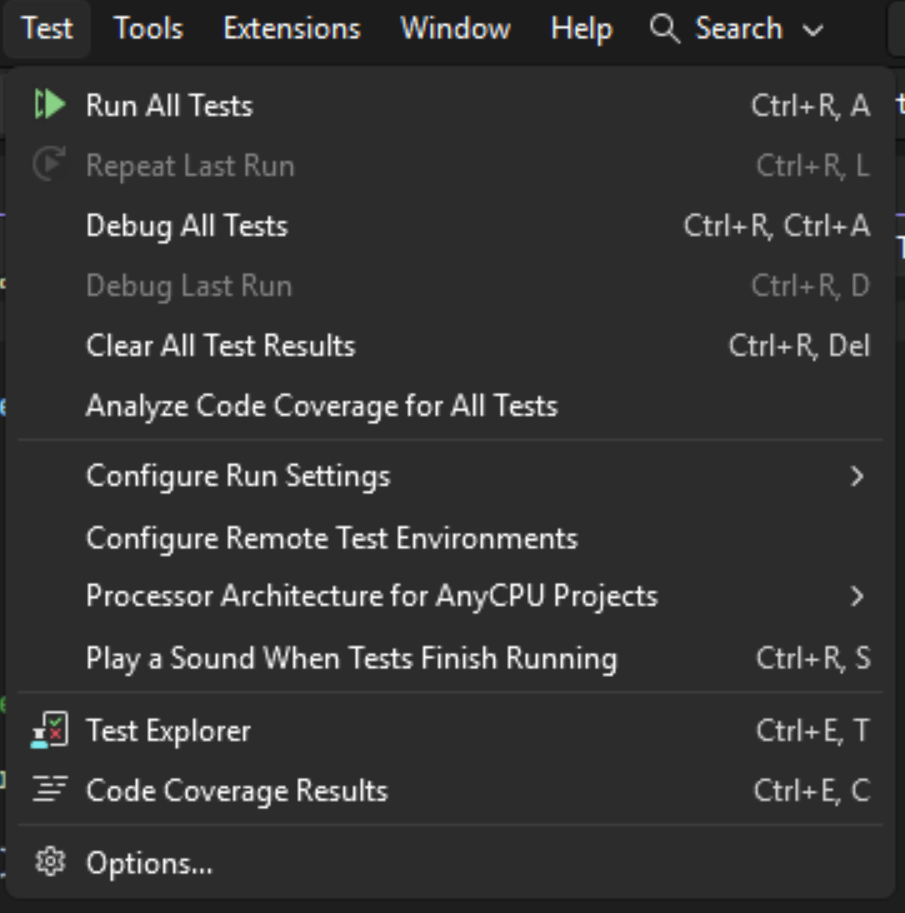 Test Tools Extensions Window Help Search
Run All Tests Ctrl+R, A
Repeat Last Run Ctrl+R, L
Debug All Tests Ctrl+R, Ctrl+A
Debug Last Run Ctrl+R, D
Clear All Test Results Ctrl+R, Del
Analyze Code Coverage for All Tests
Configure Run Settings
Configure Remote Test Environments
Processor Architecture for AnyCPU Projects
Play a Sound When Tests Finish Running Ctrl+R, S
Test Explorer Ctrl+E, T
Code Coverage Results Ctrl+E, C
Options...